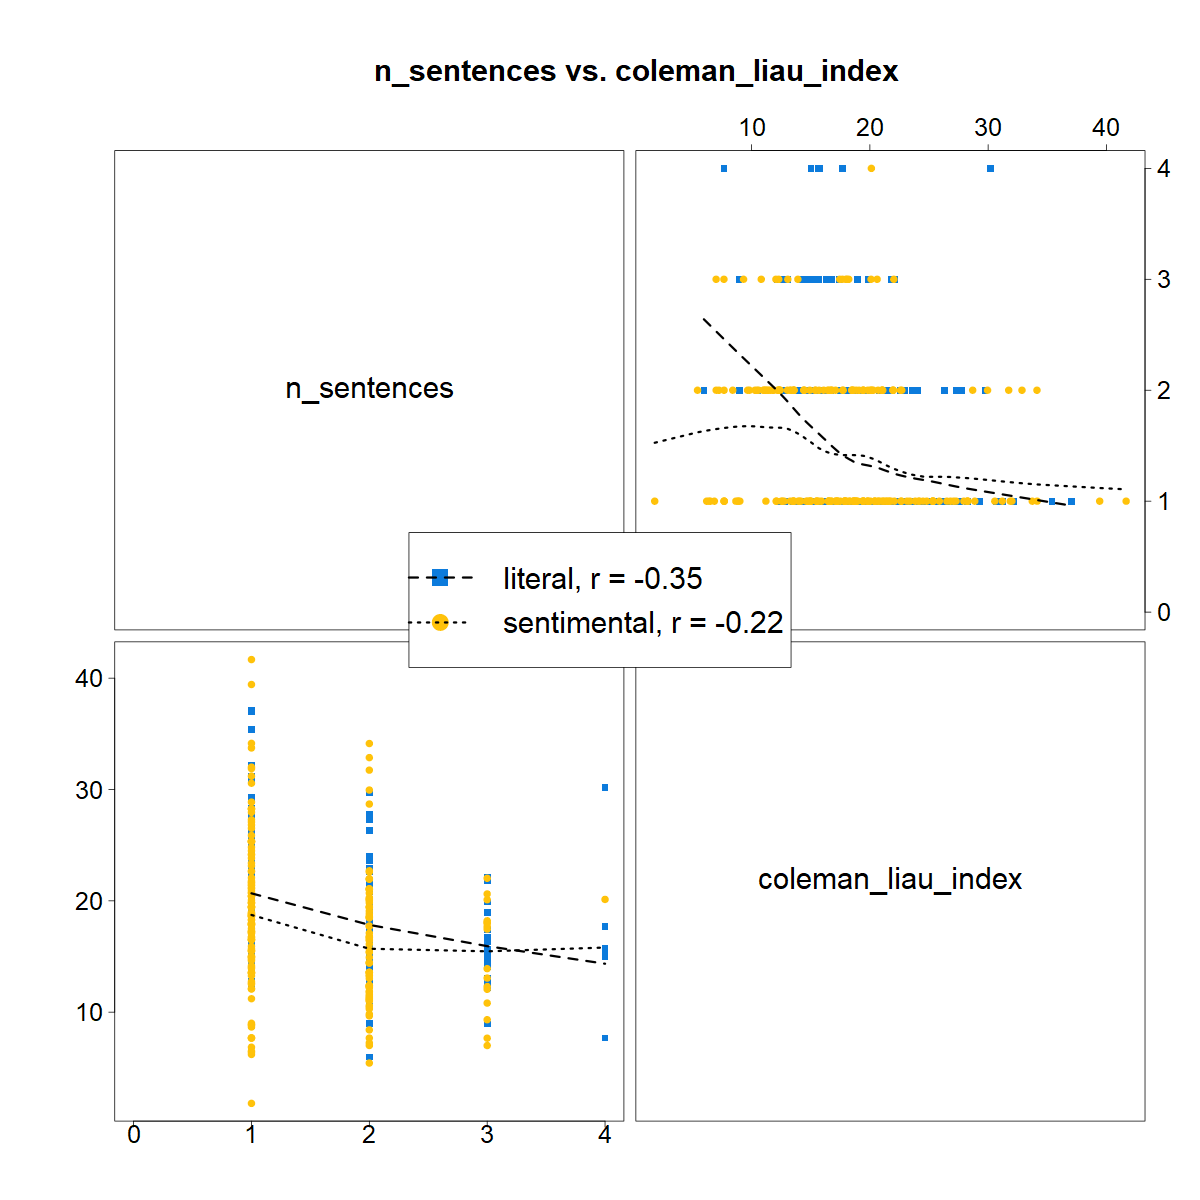 n_sentences vs. coleman_liau_index
10 20 30 40
4
3
n_sentences
2
1
0
literal, r = -0.35
sentimental, r = -0.22
40
30
20
10
coleman_liau_index
0 1 2 3 4